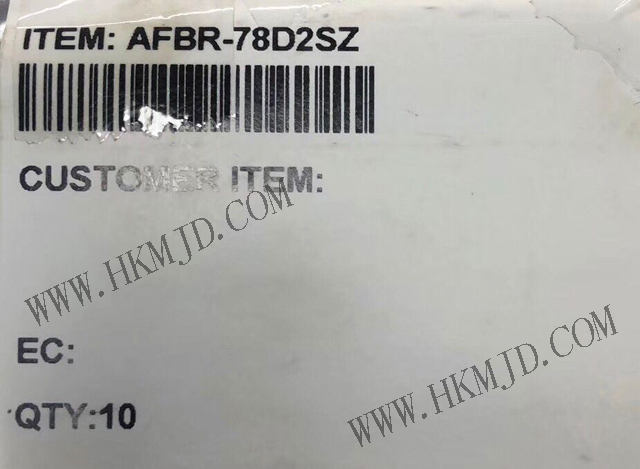 ITEM: AFBR-78D2SZ
CUSTOMER ITEM:
WWW.HKMJD.COM
EC:
WWW.HKMJD.COM
QTY:10